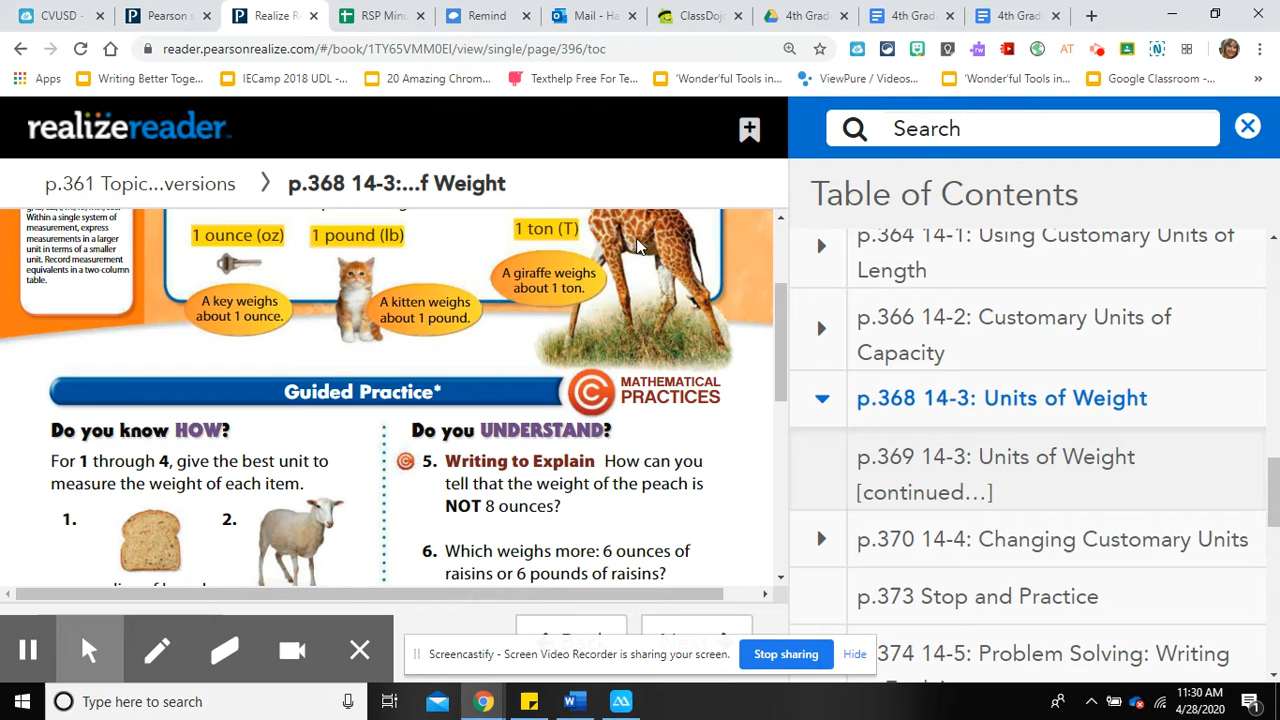 CVUSD -
Pearson s
Realize R
RSP Minu
Remind
Mail - Ha
ClassDoj
4th Grad
4th Grad
4th Gradi
reader.pearsonrealize.com/#/book/1TY65VMM0EI/view/single/page/396/toc
AT
Apps
Writing Better Toge...
IECamp 2018 UDL -...
20 Amazing Chrom...
Texthelp Free For Te...
'Wonder'ful Tools in...
ViewPure / Videos...
'Wonder'ful Tools in...
Google Classroom -...
realizereader
Search
p.361 Topic...versions
p.368 14-3:...f Weight
Table of Contents
Within a single system of
measurement, express
measurements in a larger
unit in terms of a smaller
unit. Record measurement
equivalents in a two column
table.
1 ounce (oz)
1 pound (lb)
1 ton (T)
A key weighs
about 1 ounce.
A kitten weighs
about 1 pound.
A giraffe weighs
about 1 ton.
Guided Practice*
MATHEMATICAL
PRACTICES
Do you know HOW?
For 1 through 4, give the best unit to
measure the weight of each item.
1.
2.
Do you UNDERSTAND?
5. Writing to Explain How can you
tell that the weight of the peach is
NOT 8 ounces?
6. Which weighs more: 6 ounces of
raisins or 6 pounds of raisins?
p.364 14-1: Using Customary Units of
Length
p.366 14-2: Customary Units of
Capacity
p.368 14-3: Units of Weight
p.369 14-3: Units of Weight
[continued...]
p.370 14-4: Changing Customary Units
p.373 Stop and Practice
374 14-5: Problem Solving: Writing
Screencastify - Screen Video Recorder is sharing your screen.
Stop sharing
Hide
Type here to search
11:30 AM
4/28/2020